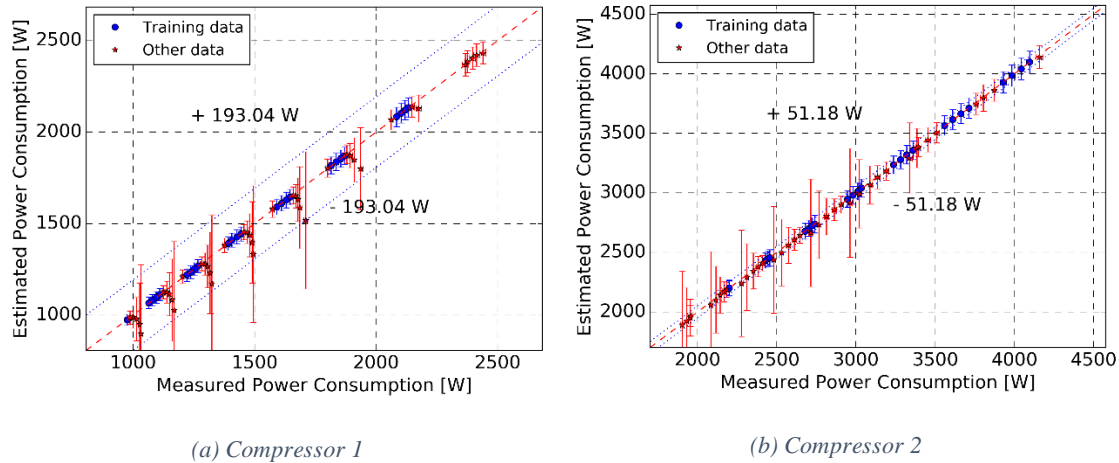 Training data
Other data
+ 193.04 W
- 193.04 W
2500
2000
1500
1000
Estimated Power Consumption [W]
1000
1500
2000
2500
Measured Power Consumption [W]
(a) Compressor 1
Training data
Other data
+ 51.18 W
- 51.18 W
4500
4000
3500
3000
2500
2000
Estimated Power Consumption [W]
2000
2500
3000
3500
4000
4500
Measured Power Consumption [W]
(b) Compressor 2